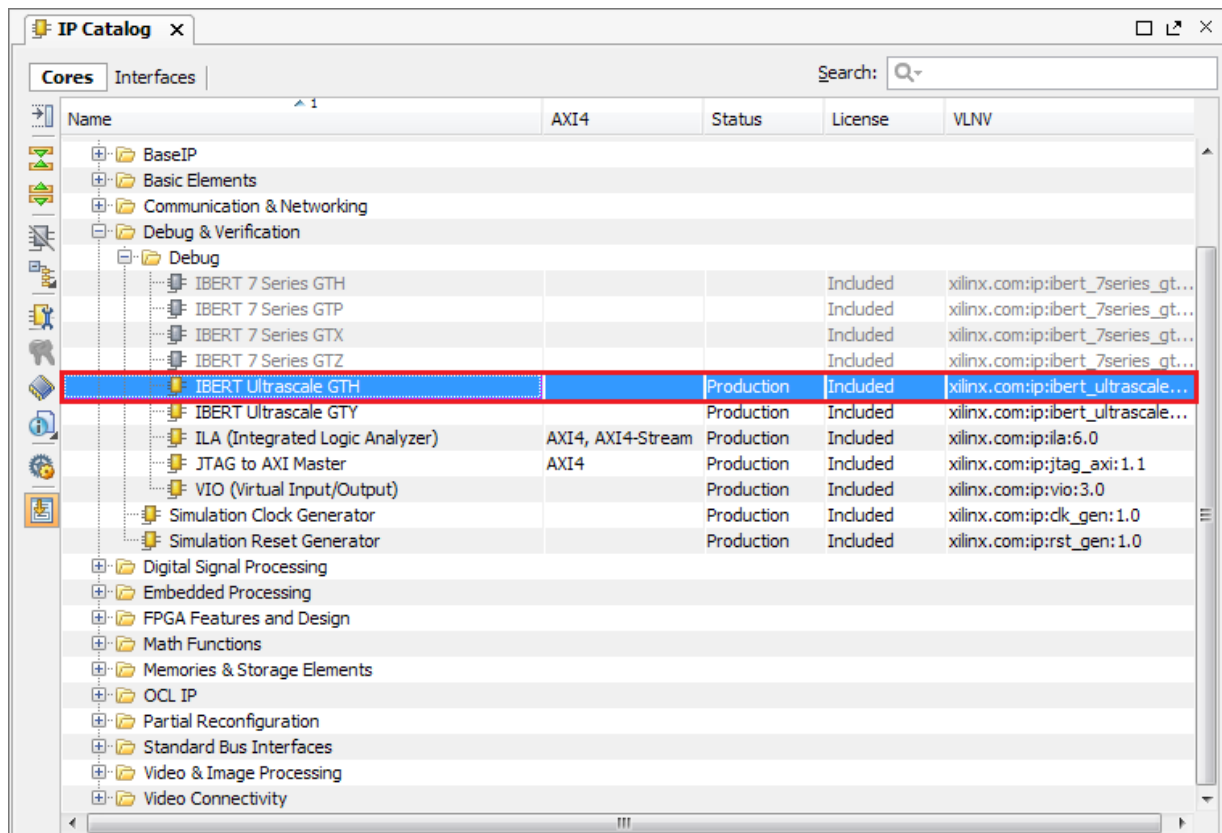 IP Catalog
Cores Interfaces Search:
Name 1 AXI4 Status License VLNV
BaseIP
Basic Elements
Communication & Networking
Debug & Verification
Debug
IBERT 7 Series GTH Included xilinx.com:ip:ibert_7series_gt...
IBERT 7 Series GTP Included xilinx.com:ip:ibert_7series_gt...
IBERT 7 Series GTX Included xilinx.com:ip:ibert_7series_gt...
IBERT 7 Series GTZ Included xilinx.com:ip:ibert_7series_gt...
IBERT Ultrascale GTH Production Included xilinx.com:ip:ibert_ultrascale...
IBERT Ultrascale GTY Production Included xilinx.com:ip:ibert_ultrascale...
ILA (Integrated Logic Analyzer) AXI4, AXI4-Stream Production Included xilinx.com:ip:ila:6.0
JTAG to AXI Master AXI4 Production Included xilinx.com:ip:jtag_axi:1.1
VIO (Virtual Input/Output) Production Included xilinx.com:ip:vio:3.0
Simulation Clock Generator Production Included xilinx.com:ip:clk_gen:1.0
Simulation Reset Generator Production Included xilinx.com:ip:rst_gen:1.0
Digital Signal Processing
Embedded Processing
FPGA Features and Design
Math Functions
Memories & Storage Elements
OCL IP
Partial Reconfiguration
Standard Bus Interfaces
Video & Image Processing
Video Connectivity